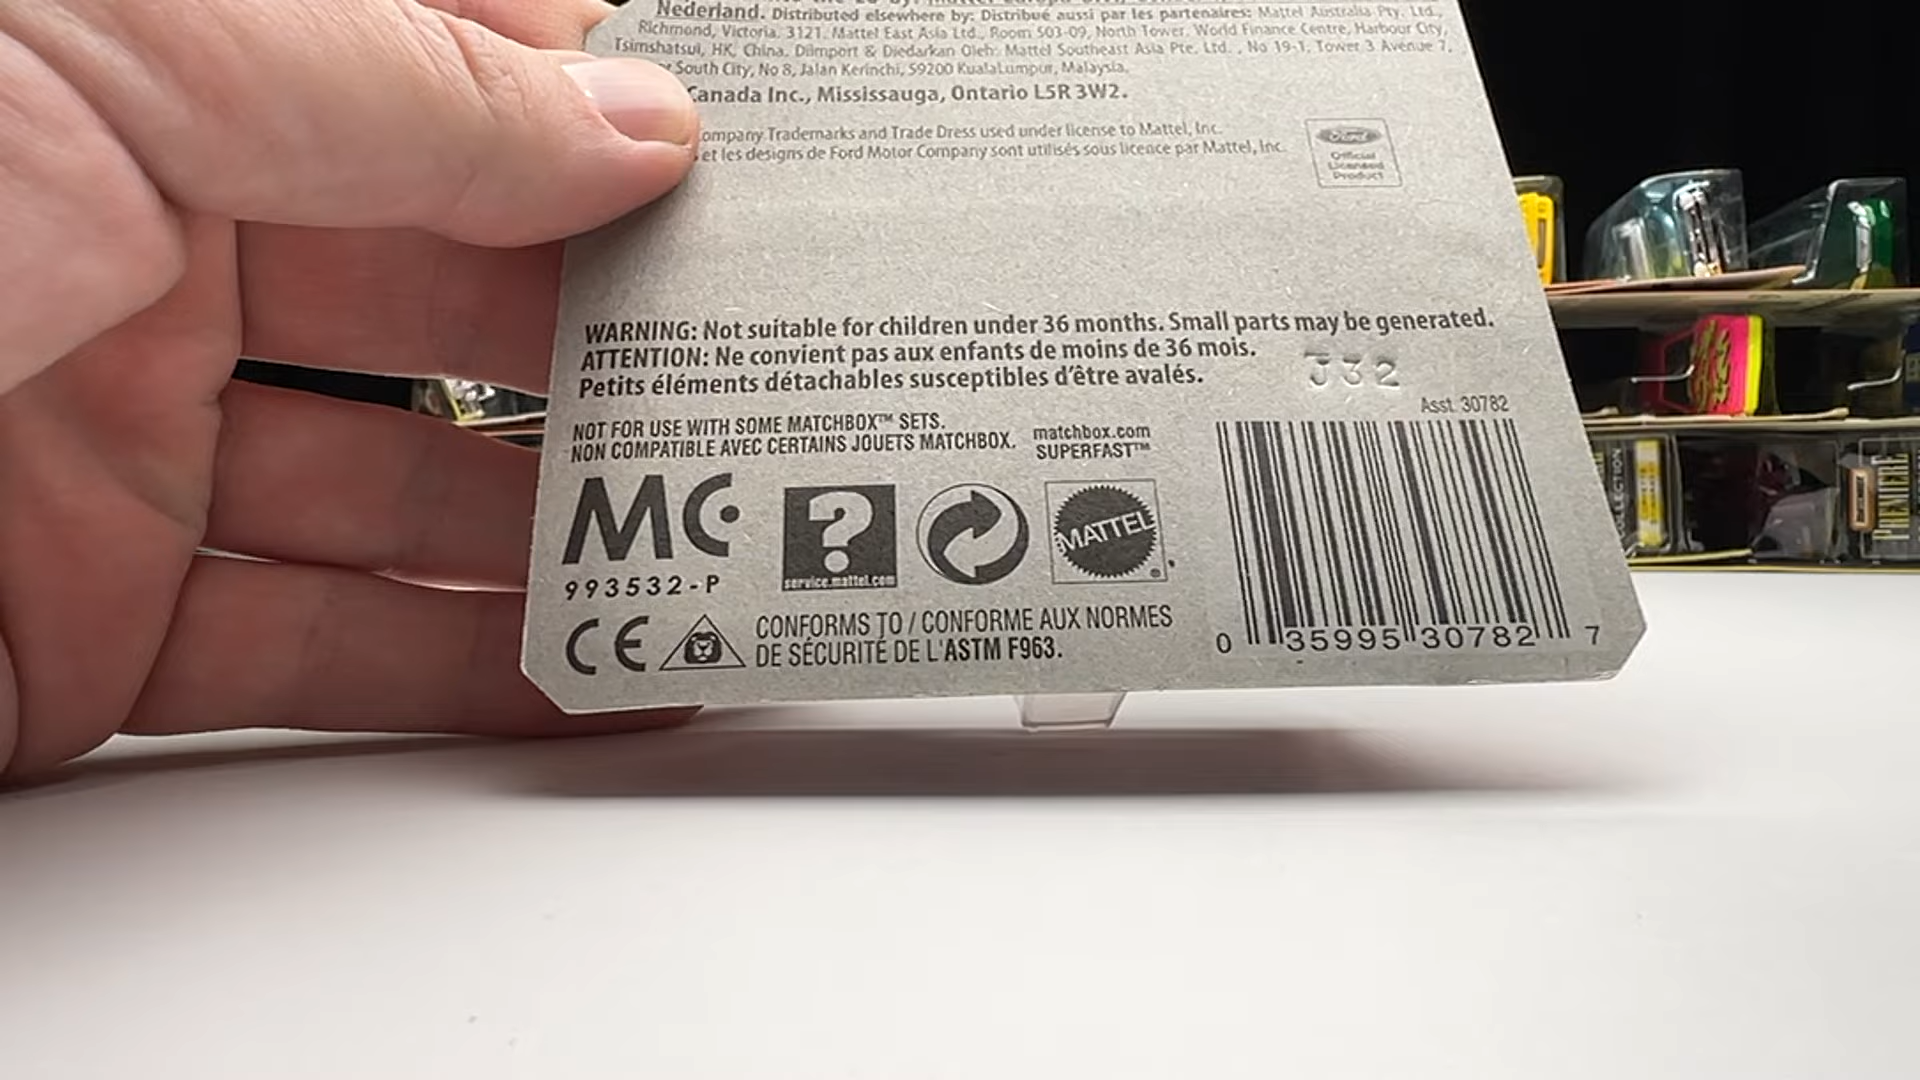 Nederland. Distributed elsewhere by: Distribué aussi par les partenaires: Mattel Australia Pty. Ltd.,
Richmond, Victoria. 3121. Mattel East Asia Ltd., Room 503-09, North Tower, World Finance Centre, Harbour City,
Tsimshatsui, HK, China. Diimport & Diedarkan Oleh: Mattel Southeast Asia Pte. Ltd. , No 19-1, Tower 3 Avenue 7,
South City, No 8, Jalan Kerinchi, 59200 KualaLumpur, Malaysia.
Canada Inc., Mississauga, Ontario L5R 3W2.
ompany Trademarks and Trade Dress used under license to Mattel, Inc.
et les designs de Ford Motor Company sont utilisés sous licence par Mattel, Inc.
Ford
Official
Licensed
Product
WARNING: Not suitable for children under 36 months. Small parts may be generated.
ATTENTION: Ne convient pas aux enfants de moins de 36 mois.
Petits éléments détachables susceptibles d'être avalés.
J32
Asst. 30782
NOT FOR USE WITH SOME MATCHBOX™ SETS.
NON COMPATIBLE AVEC CERTAINS JOUETS MATCHBOX.
matchbox.com
SUPERFAST™
MC
993532-P
?
service.mattel.com
MATTEL
®
CE
CONFORMS TO / CONFORME AUX NORMES
DE SÉCURITÉ DE L'ASTM F963.
0 35995 30782 7
PREMIERE